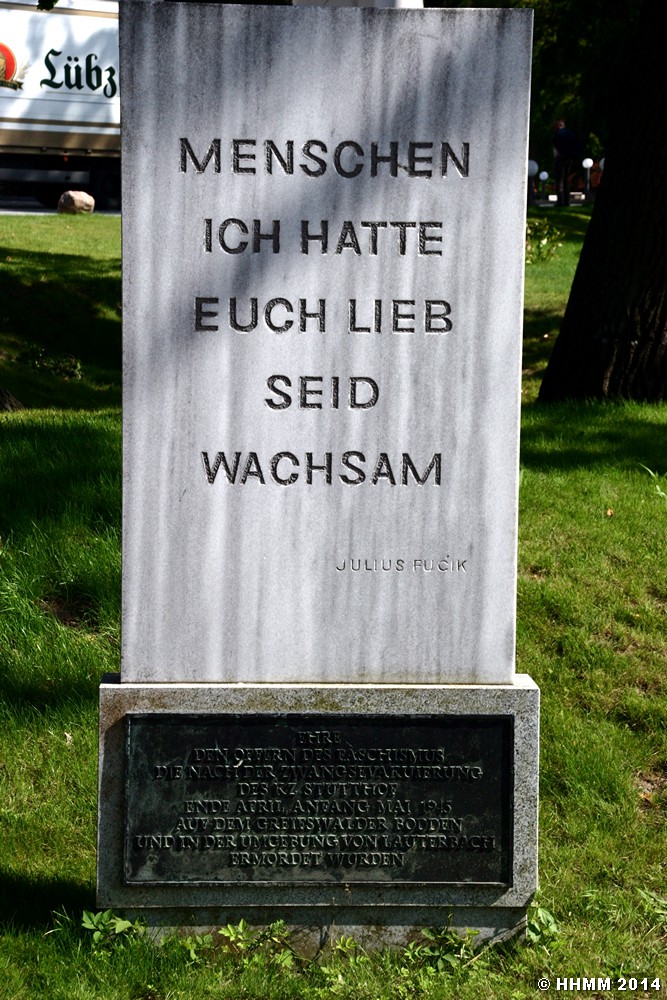 Lübz
MENSCHEN
ICH HATTE
EUCH LIEB
SEID
WACHSAM
JULIUS FUČIK
EHRE
DEN OPFERN DES FASCHISMUS
DIE NACH DER ZWANGSEVAKUIERUNG
DES KZ STUTTHOF
ENDE APRIL, ANFANG MAI 1945
AUF DEM GREIFSWALDER BODDEN
UND IN DER UMGEBUNG VON LAUTERBACH
ERMORDET WURDEN
© HHMM 2014